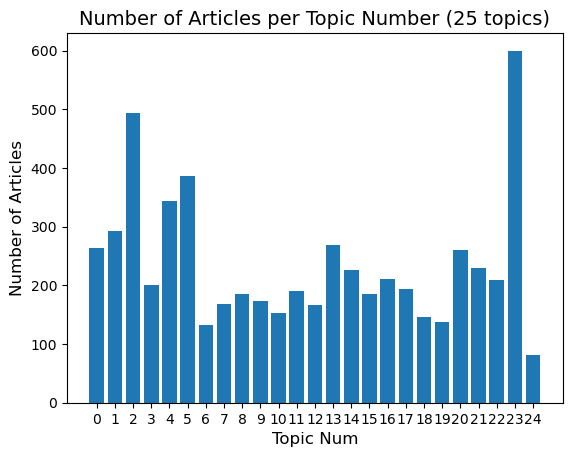 Number of Articles per Topic Number (25 topics)
600
500
400
300
200
100
0
Number of Articles
0 1 2 3 4 5 6 7 8 9 10 11 12 13 14 15 16 17 18 19 20 21 22 23 24
Topic Num